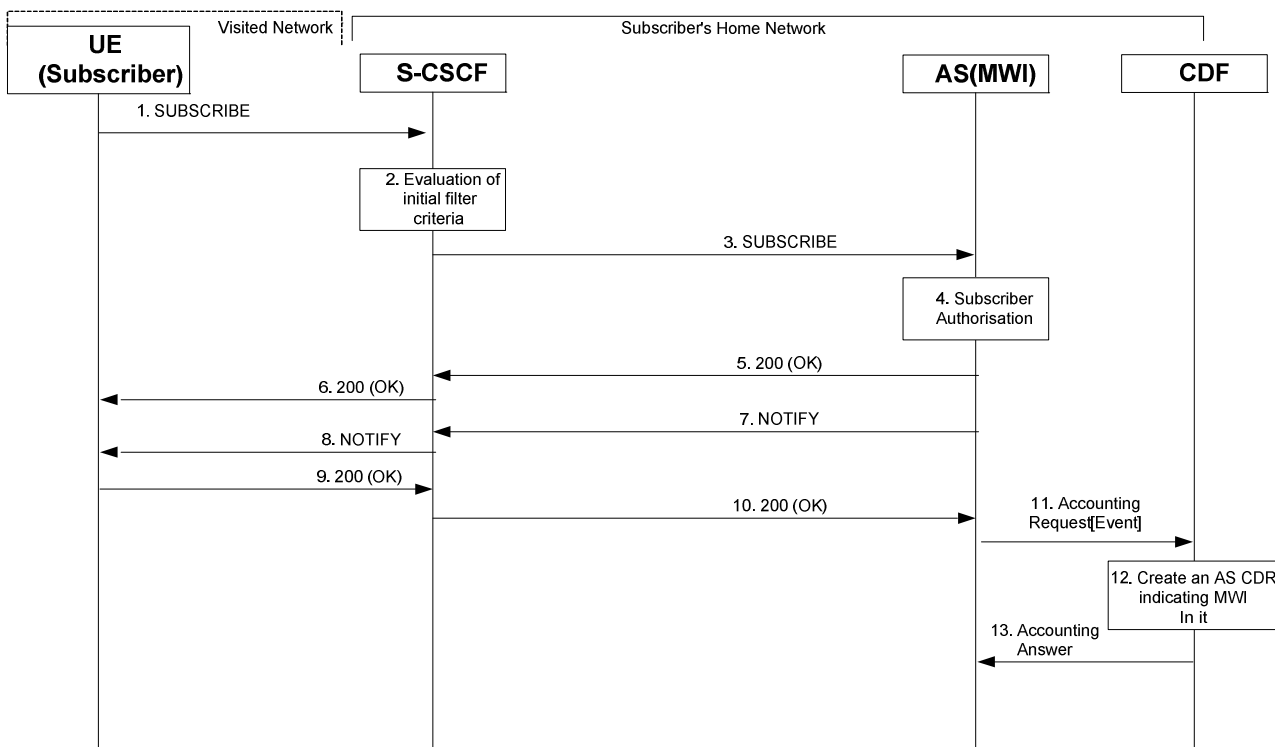 Visited Network
Subscriber's Home Network
UE
(Subscriber)
S-CSCF
AS(MWI)
CDF
1. SUBSCRIBE
2. Evaluation of
initial filter
criteria
3. SUBSCRIBE
4. Subscriber
Authorisation
5. 200 (OK)
6. 200 (OK)
7. NOTIFY
8. NOTIFY
9. 200 (OK)
10. 200 (OK)
11. Accounting
Request[Event]
12. Create an AS CDR
indicating MWI
In it
13. Accounting
Answer